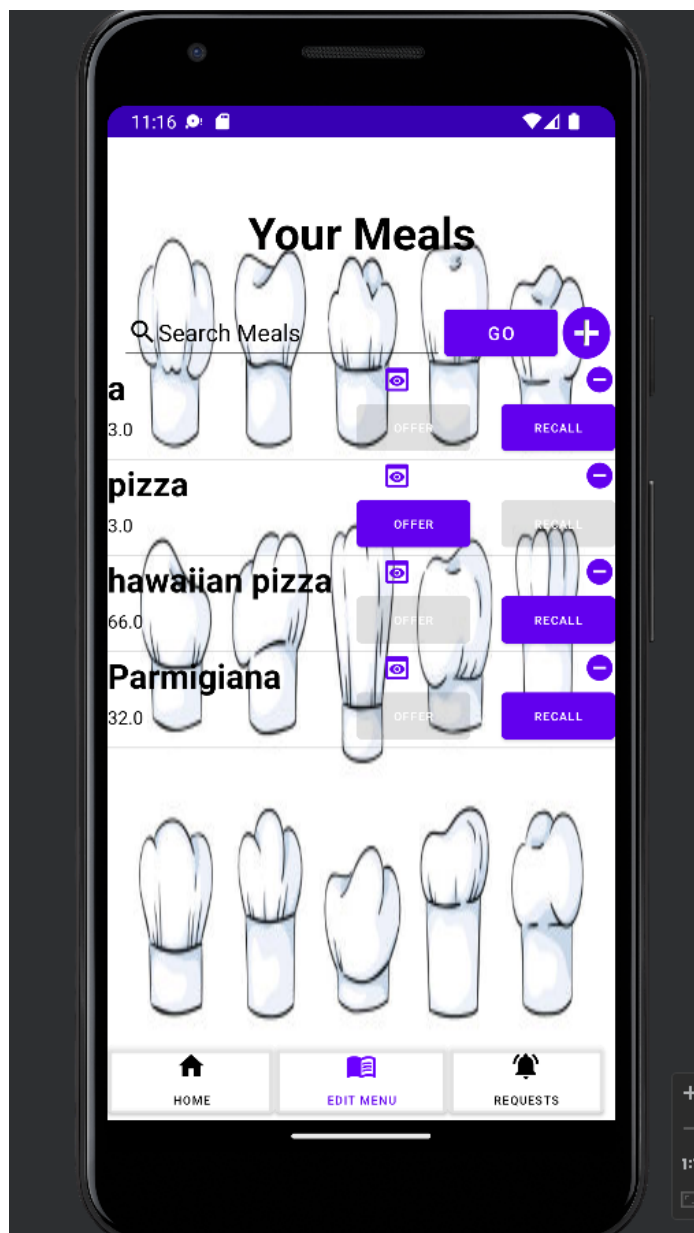 11:16
Your Meals
Search Meals GO
a
3.0 OFFER RECALL
pizza
3.0 OFFER RECALL
hawaiian pizza
66.0 OFFER RECALL
Parmigiana
32.0 OFFER RECALL
HOME EDIT MENU REQUESTS